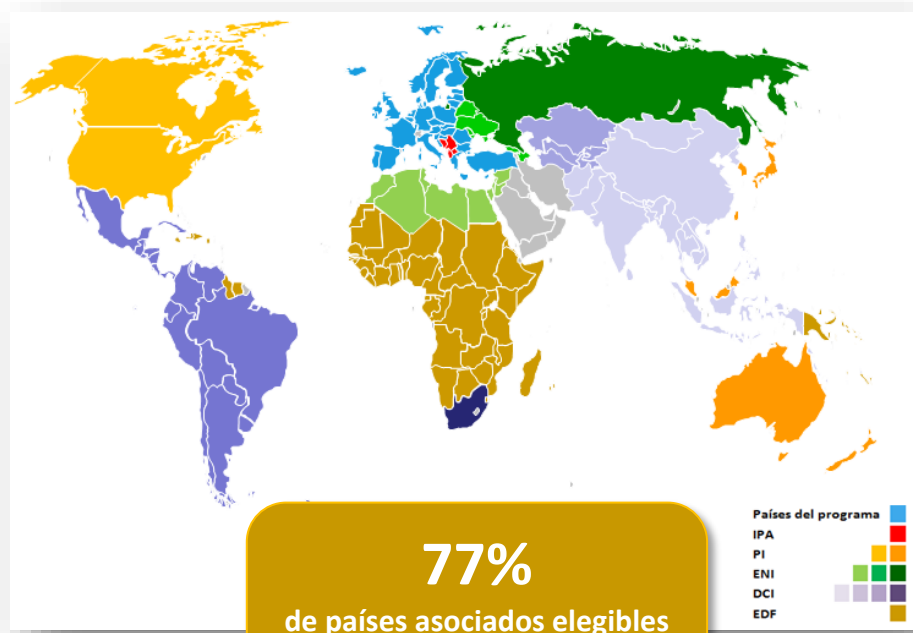 Países del programa
IPA
PI
ENI
DCI
EDF
77%
de países asociados elegibles